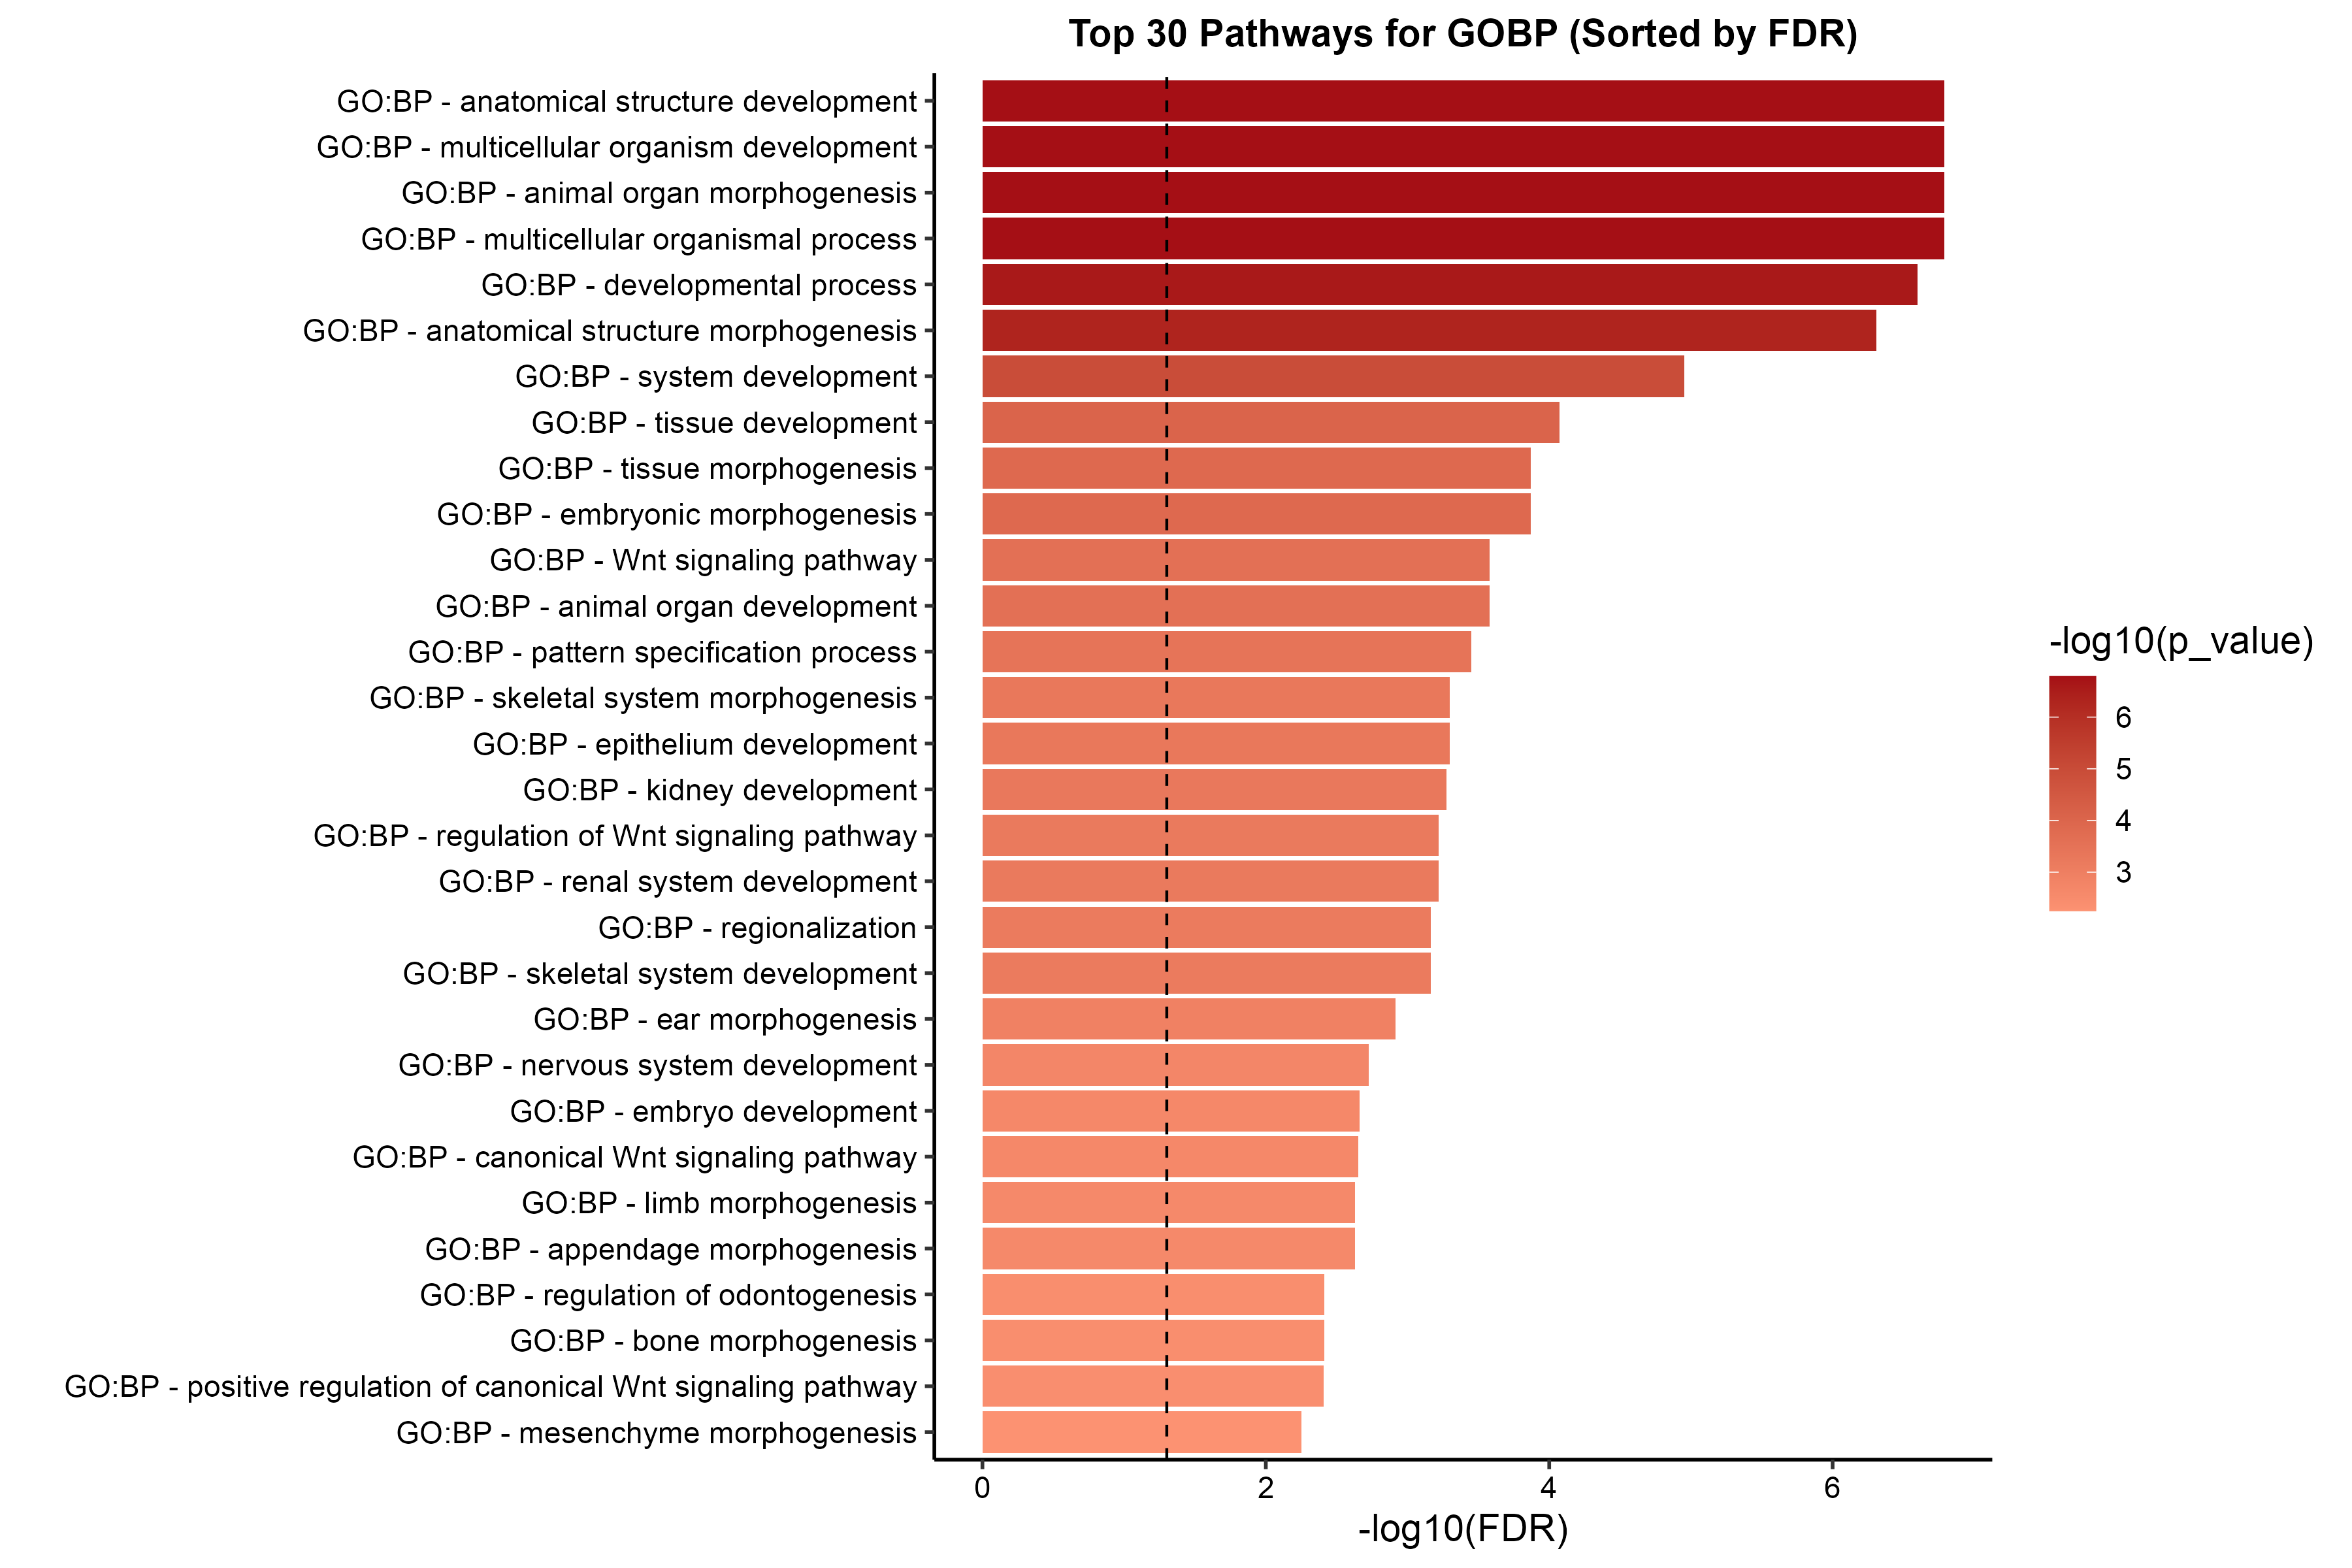 Top 30 Pathways for GOBP (Sorted by FDR)
GO:BP - anatomical structure development
GO:BP - multicellular organism development
GO:BP - animal organ morphogenesis
GO:BP - multicellular organismal process
GO:BP - developmental process
GO:BP - anatomical structure morphogenesis
GO:BP - system development
GO:BP - tissue development
GO:BP - tissue morphogenesis
GO:BP - embryonic morphogenesis
GO:BP - Wnt signaling pathway
GO:BP - animal organ development
GO:BP - pattern specification process
GO:BP - skeletal system morphogenesis
GO:BP - epithelium development
GO:BP - kidney development
GO:BP - regulation of Wnt signaling pathway
GO:BP - renal system development
GO:BP - regionalization
GO:BP - skeletal system development
GO:BP - ear morphogenesis
GO:BP - nervous system development
GO:BP - embryo development
GO:BP - canonical Wnt signaling pathway
GO:BP - limb morphogenesis
GO:BP - appendage morphogenesis
GO:BP - regulation of odontogenesis
GO:BP - bone morphogenesis
GO:BP - positive regulation of canonical Wnt signaling pathway
GO:BP - mesenchyme morphogenesis
0 2 4 6
-log10(FDR)
-log10(p_value)
6
5
4
3